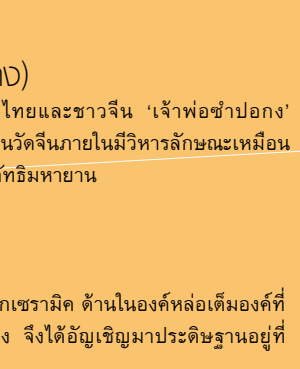 ไทยและชาวจีน ‘เจ้าพ่อซำปอกง’
นวัดจีนภายในมีวิหารลักษณะเหมือน
ัทธิมหายาน
กเซรามิค ด้านในองค์หล่อเต็มองค์ที่
ง จึงได้อัญเชิญมาประดิษฐานอยู่ที่